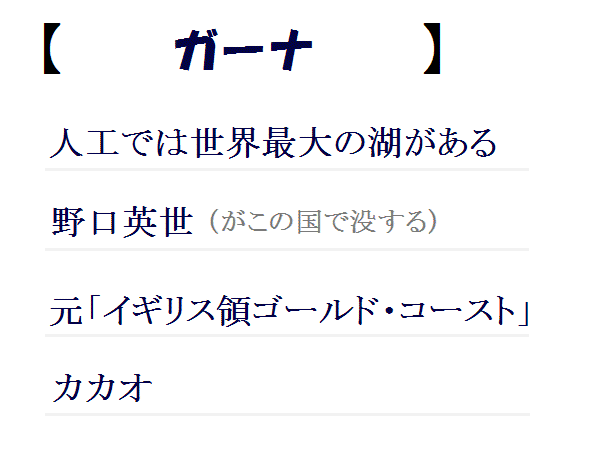 【 ガーナ 】
人工では世界最大の湖がある
野口英世（がこの国で没する）
元「イギリス領ゴールド・コースト」
カカオ